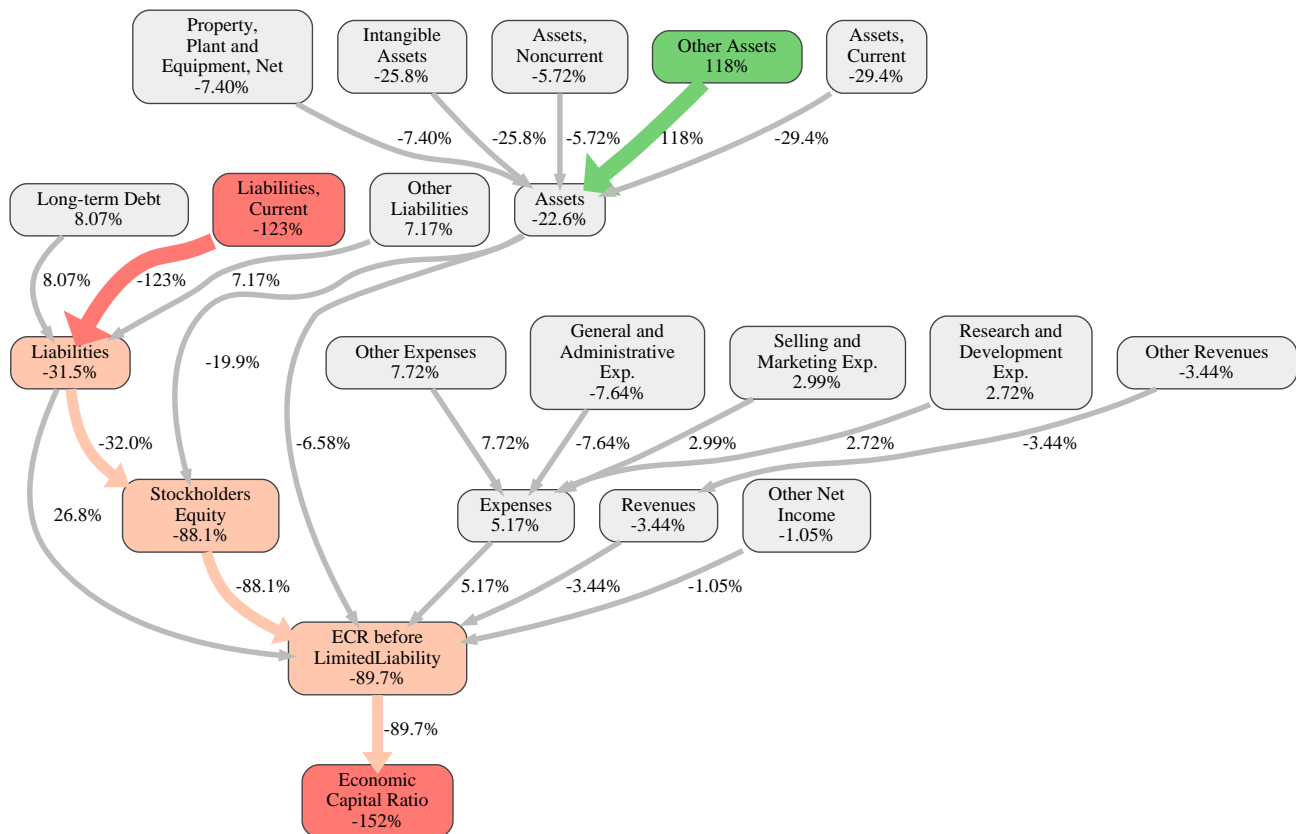 Property,
Plant and
Equipment, Net
-7.40%
Intangible
Assets
-25.8%
Assets,
Noncurrent
-5.72%
Other Assets
118%
Assets,
Current
-29.4%
-7.40%
-25.8%
-5.72%
118%
-29.4%
Long-term Debt
8.07%
Liabilities,
Current
-123%
Other
Liabilities
7.17%
Assets
-22.6%
8.07%
-123%
7.17%
Liabilities
-31.5%
-19.9%
Other Expenses
7.72%
General and
Administrative
Exp.
-7.64%
Selling and
Marketing Exp.
2.99%
Research and
Development
Exp.
2.72%
Other Revenues
-3.44%
-32.0%
-6.58%
7.72%
-7.64%
2.99%
2.72%
-3.44%
26.8%
Stockholders
Equity
-88.1%
Expenses
5.17%
Revenues
-3.44%
Other Net
Income
-1.05%
-88.1%
5.17%
-3.44%
-1.05%
ECR before
LimitedLiability
-89.7%
-89.7%
Economic
Capital Ratio
-152%